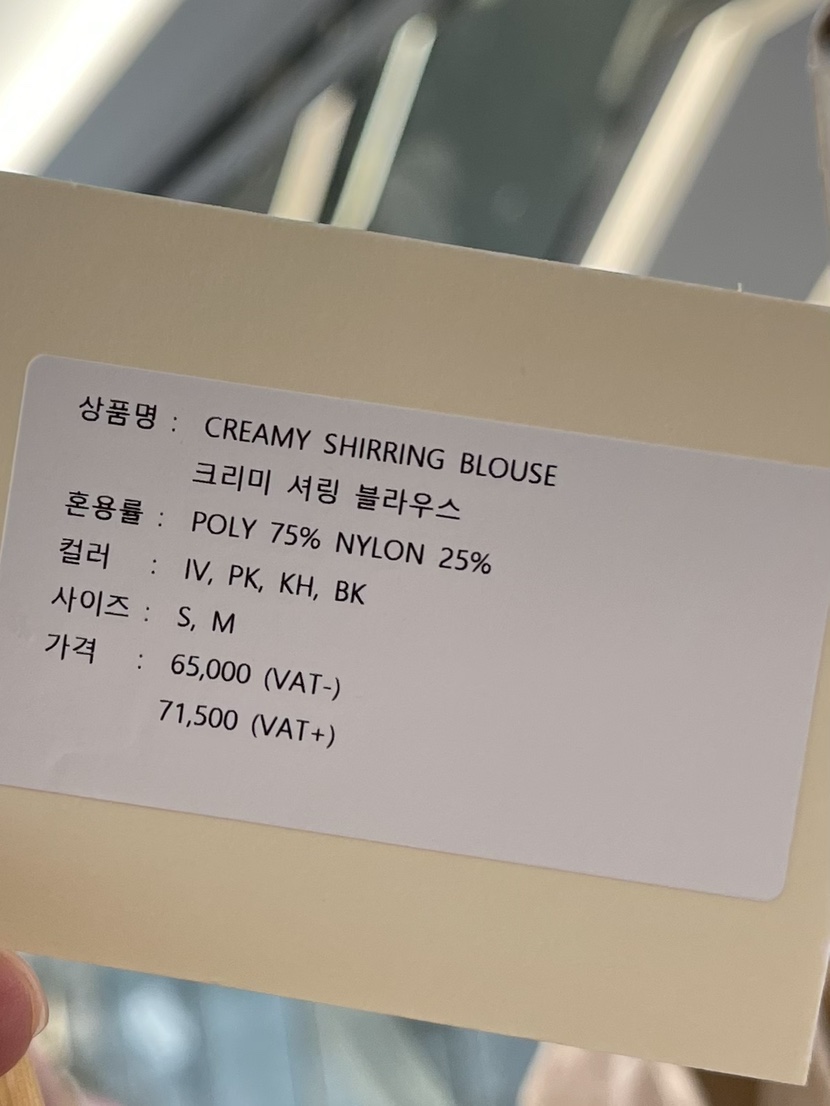 상품명 : CREAMY SHIRRING BLOUSE
크리미 셔링 블라우스
혼용률 : POLY 75% NYLON 25%
컬러 : IV, PK, KH, BK
사이즈 : S, M
가격 : 65,000 (VAT-)
71,500 (VAT+)